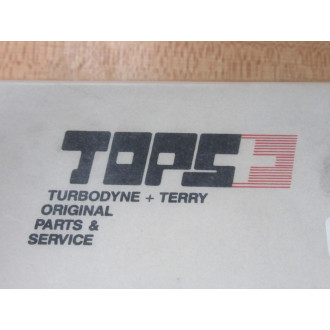 TOPS+
TURBODYNE + TERRY
ORIGINAL
PARTS &
SERVICE